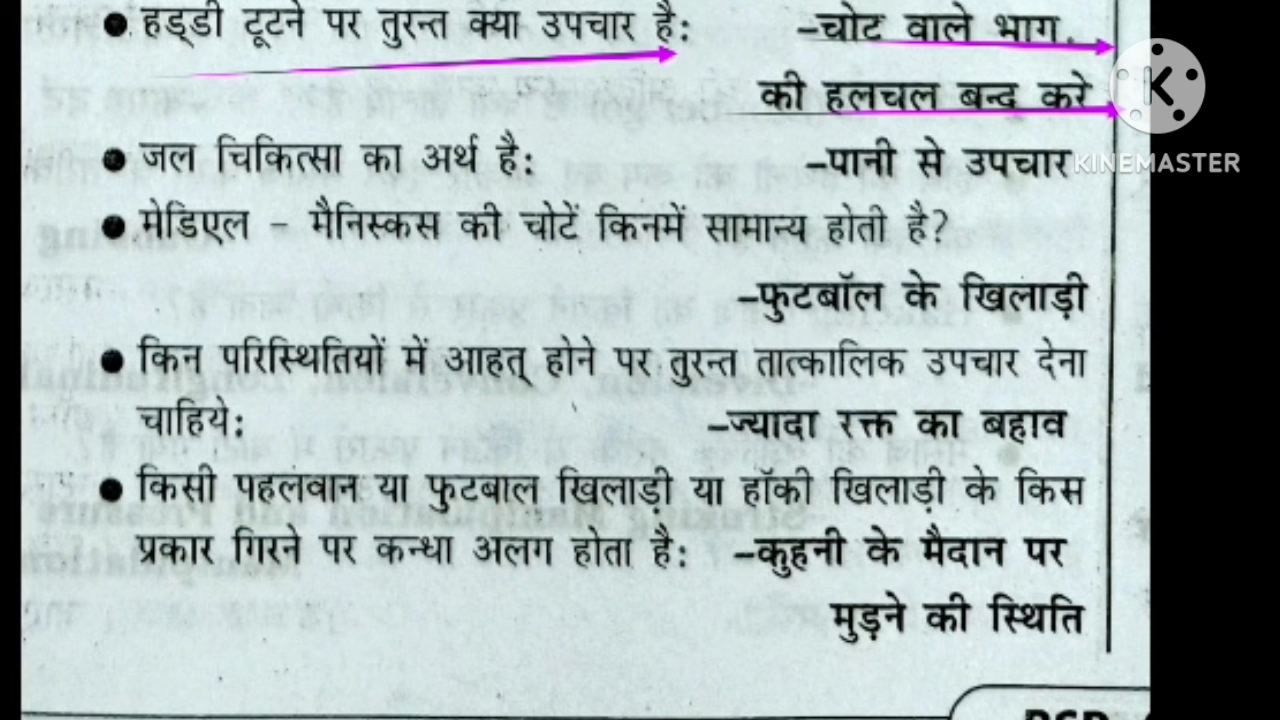 ● हड्डी टूटने पर तुरन्त क्या उपचार है: –चोट वाले भाग
की हलचल बन्द करे
● जल चिकित्सा का अर्थ है: –पानी से उपचार
KINEMASTER
● मेडिएल – मैनिस्कस की चोटें किनमें सामान्य होती है?
–फुटबॉल के खिलाड़ी
● किन परिस्थितियों में आहत् होने पर तुरन्त तात्कालिक उपचार देना
चाहिये: –ज्यादा रक्त का बहाव
● किसी पहलवान या फुटबाल खिलाड़ी या हॉकी खिलाड़ी के किस
प्रकार गिरने पर कन्धा अलग होता है: –कुहनी के मैदान पर
मुड़ने की स्थिति